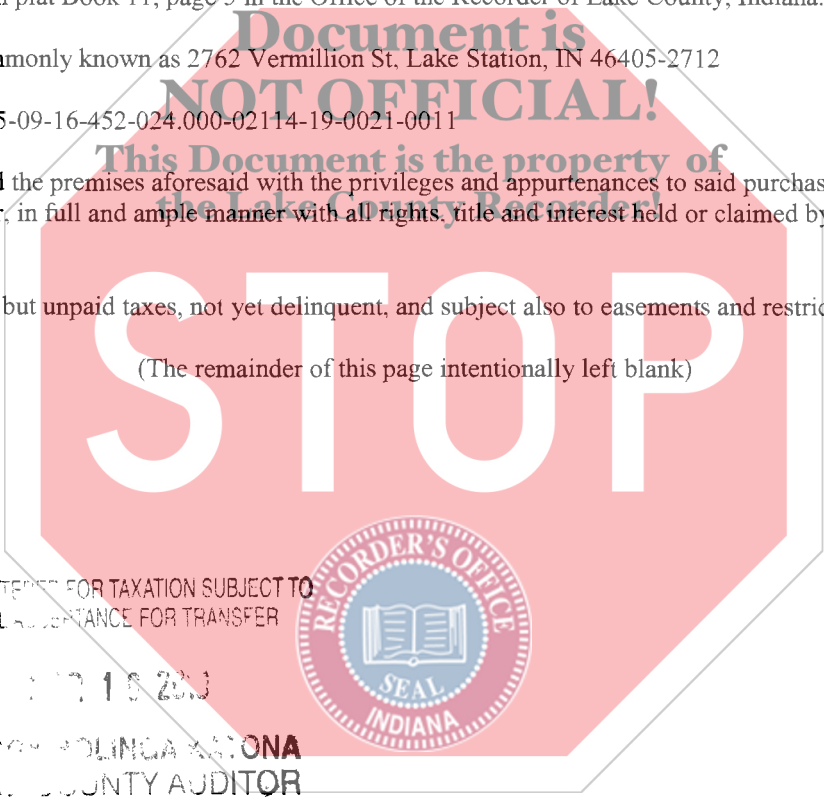 plat Book 11, page 5 in the Office of the Recorder of Lake County, Indiana.
Document is
monly known as 2762 Vermillion St, Lake Station, IN 46405-2712
NOT OFFICIAL!
5-09-16-452-024.000-02114-19-0021-0011
This Document is the property of
the premises aforesaid with the privileges and appurtenances to said purchas
in full and ample manner with all rights, title and interest held or claimed by
the Lake County Recorder!
but unpaid taxes, not yet delinquent, and subject also to easements and restric
STOP
(The remainder of this page intentionally left blank)
RECORDER'S OFFICE
FOR TAXATION SUBJECT TO
FOR TRANSFER
SEAL
INDIANA
COUNTY AUDITOR